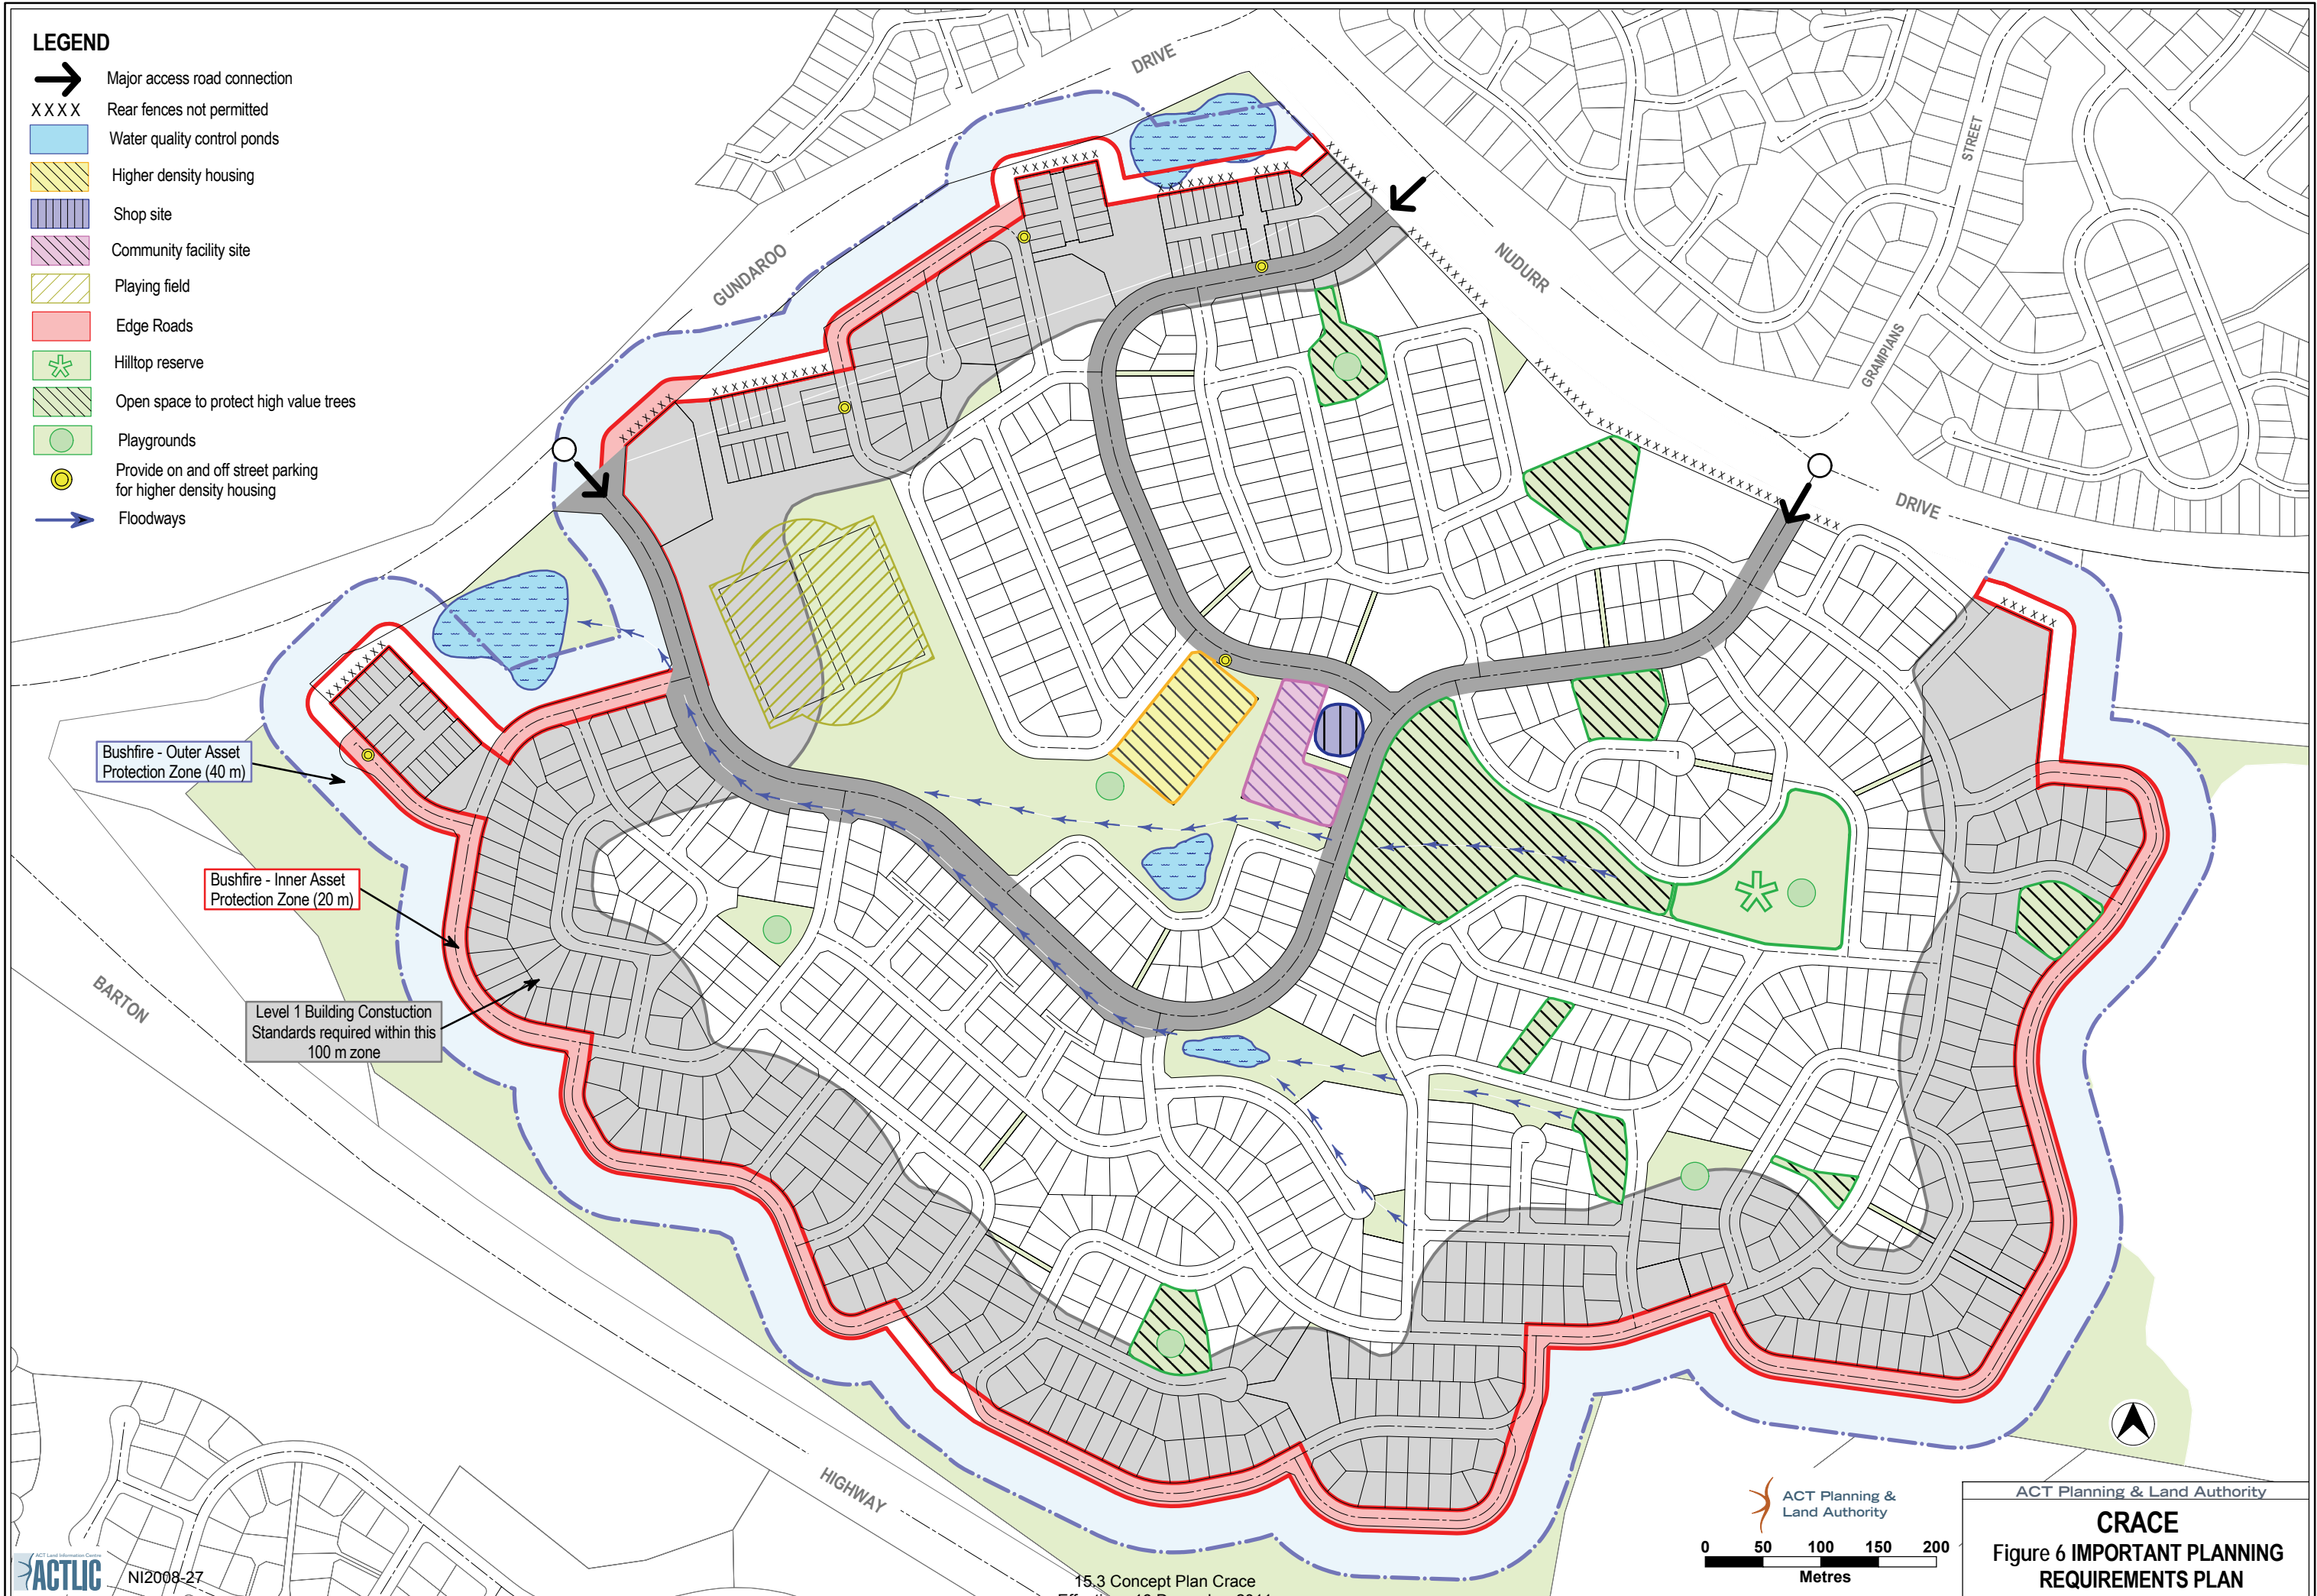 LEGEND
Major access road connection
X X X X Rear fences not permitted
Water quality control ponds
Higher density housing
Shop site
Community facility site
Playing field
Edge Roads
Hilltop reserve
Open space to protect high value trees
Playgrounds
Provide on and off street parking
for higher density housing
Floodways
DRIVE
GUNDAROO
NUDURR
STREET
GRAMPIANS
DRIVE
Bushfire - Outer Asset
Protection Zone (40 m)
Bushfire - Inner Asset
Protection Zone (20 m)
Level 1 Building Constuction
Standards required within this
100 m zone
BARTON
HIGHWAY
ACT Planning &
Land Authority
0 50 100 150 200
Metres
ACT Planning & Land Authority
CRACE
Figure 6 IMPORTANT PLANNING
REQUIREMENTS PLAN
ACT Land Information Centre
ACTLIC
NI2008-27
15.3 Concept Plan Crace